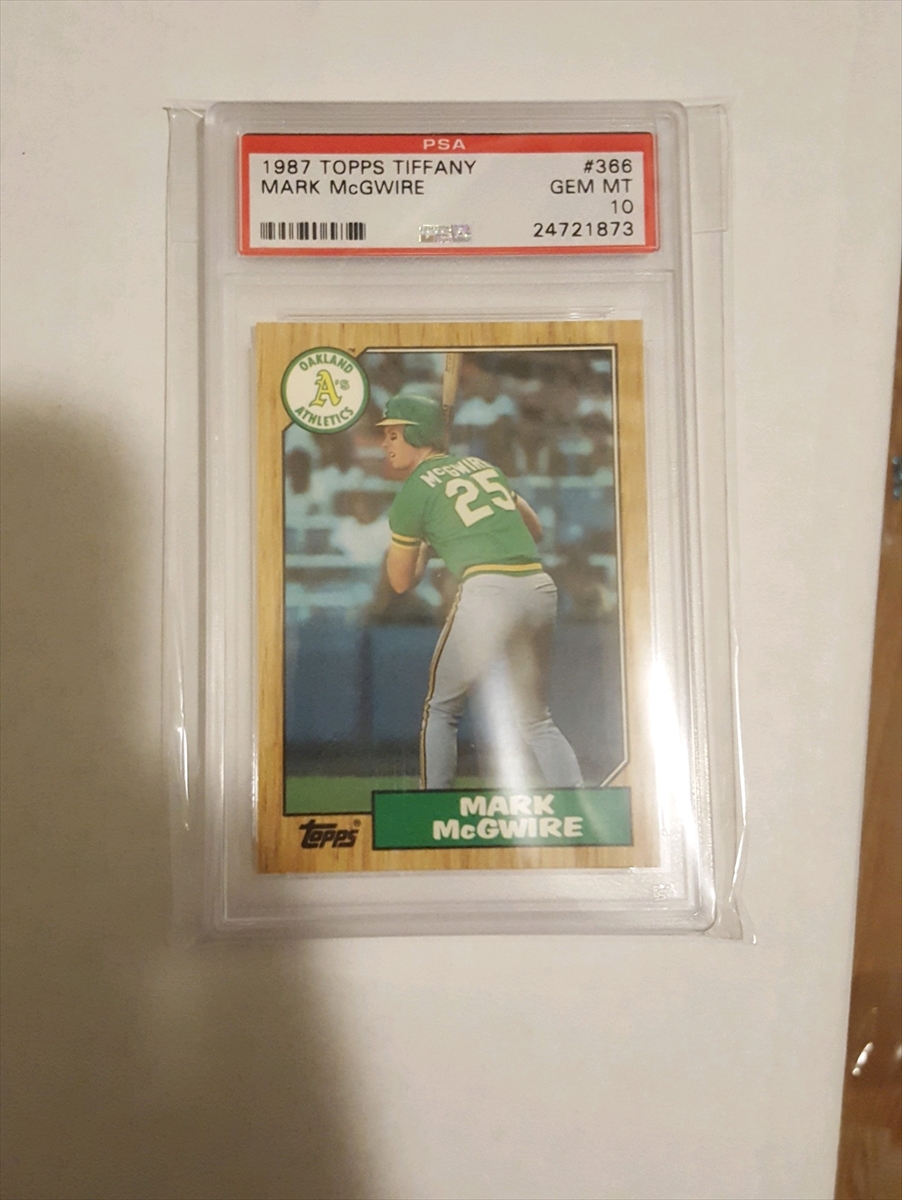 PSA
1987 TOPPS TIFFANY #366
MARK McGWIRE GEM MT
10
24721873
OAKLAND
A's®
ATHLETICS
McGWIRE
25
MARK
McGWIRE
topps®